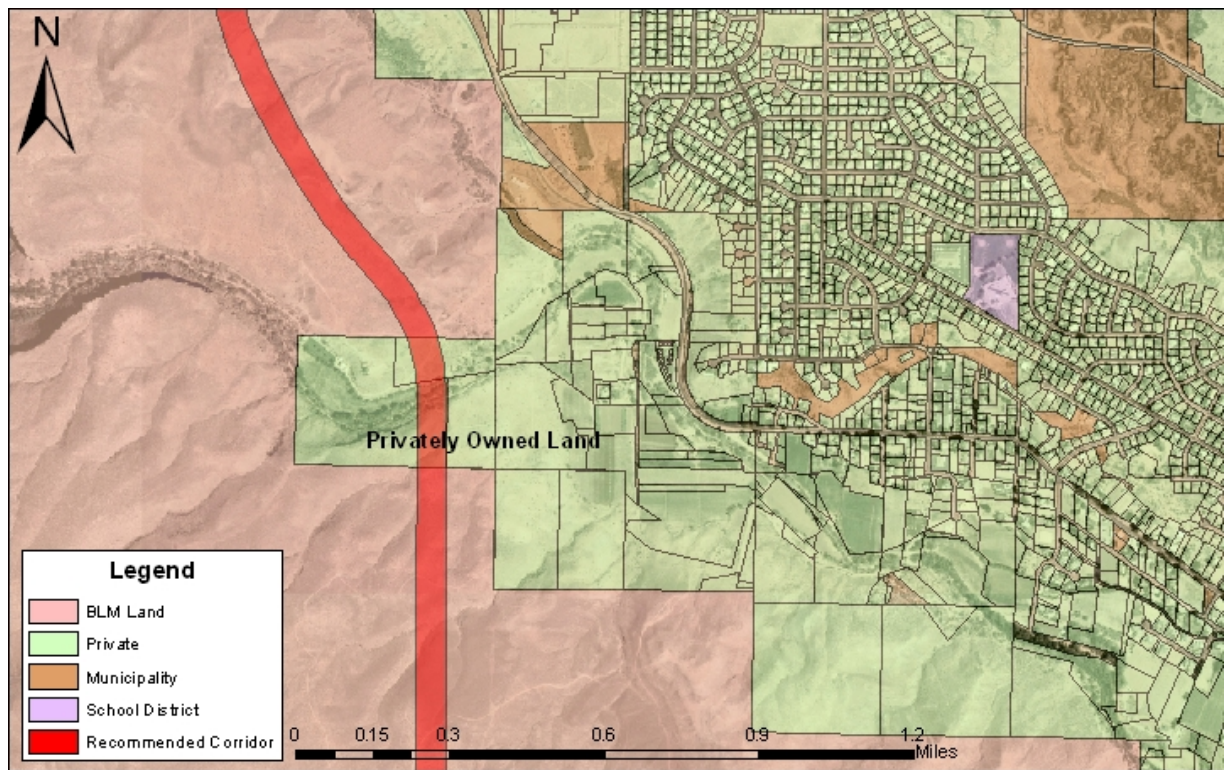 N
Privately Owned Land
Legend
BLM Land
Private
Municipality
School District
Recommended Corridor
0 0.15 0.3 0.6 0.9 1.2
Miles